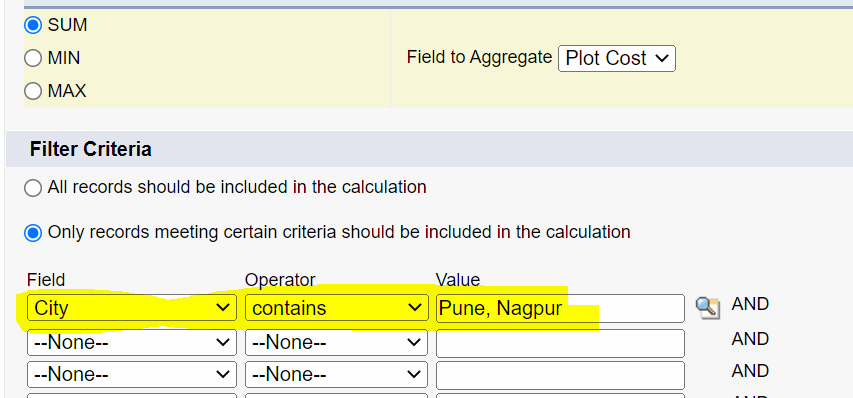 SUM
MIN
Field to Aggregate Plot Cost
MAX
Filter Criteria
All records should be included in the calculation
Only records meeting certain criteria should be included in the calculation
Field Operator Value
City contains Pune, Nagpur AND
--None-- --None-- AND
--None-- --None-- AND